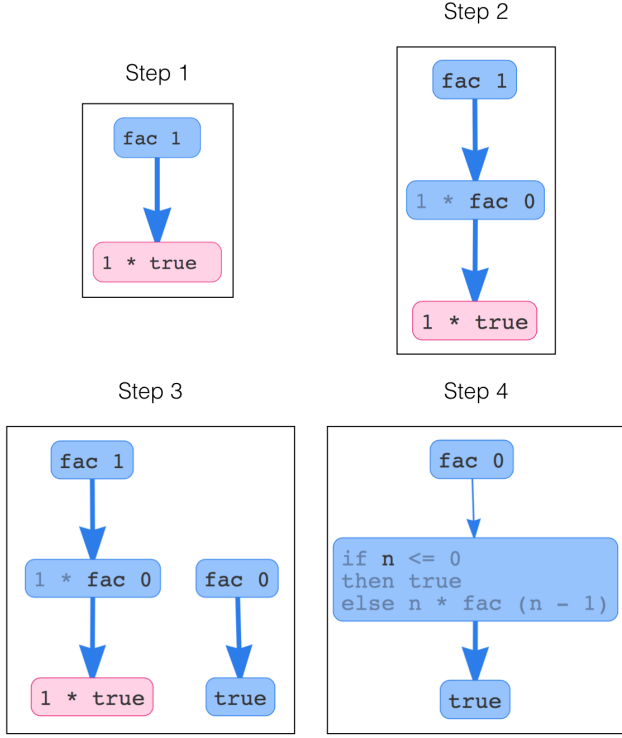 Step 1
fac 1
1 * true
Step 2
fac 1
1 * fac 0
1 * true
Step 3
fac 1
1 * fac 0
fac 0
1 * true
true
Step 4
fac 0
if n <= 0
then true
else n * fac (n - 1)
true